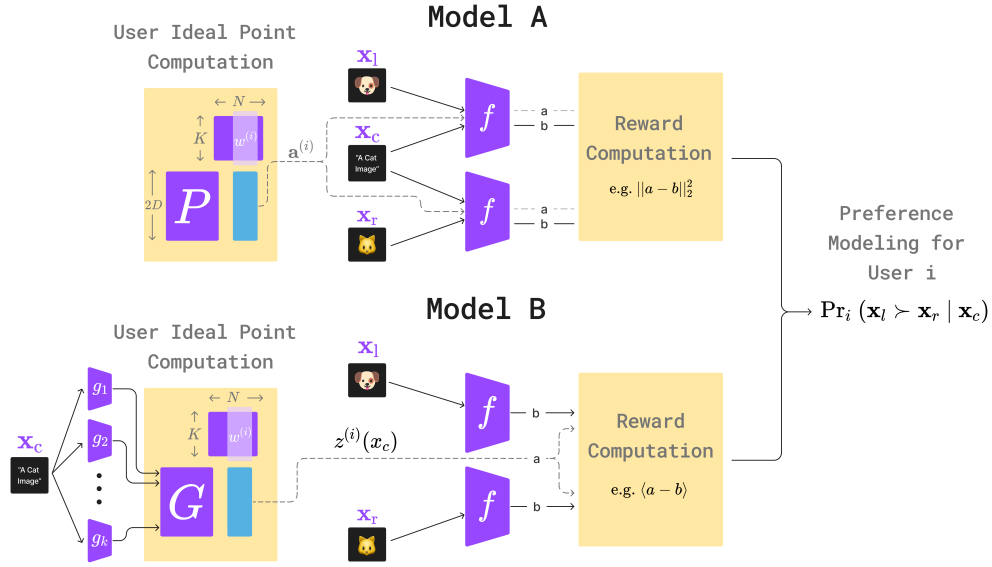 Model A
User Ideal Point
Computation
← N →
K
w^{(i)}
2D
P
a^{(i)}
x_l
x_c
"A Cat
Image"
x_r
f
f
a
b
a
b
Reward
Computation
e.g. ||a − b||_2^2
Preference
Modeling for
User i
Pr_i (x_l ≻ x_r | x_c)
Model B
User Ideal Point
Computation
x_c
"A Cat
Image"
g_1
g_2
g_k
← N →
K
w^{(i)}
G
z^{(i)}(x_c)
x_l
x_r
f
f
b
a
b
Reward
Computation
e.g. ⟨a − b⟩